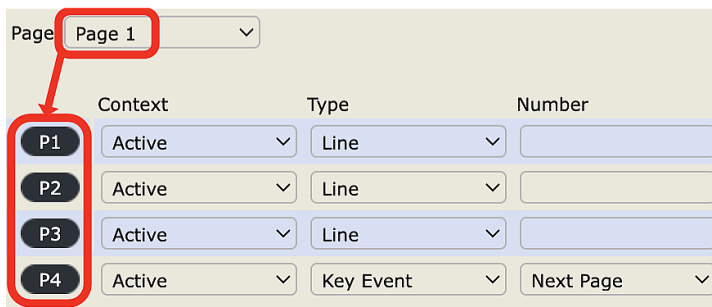 Page Page 1
Context Type Number
P1 Active Line
P2 Active Line
P3 Active Line
P4 Active Key Event Next Page